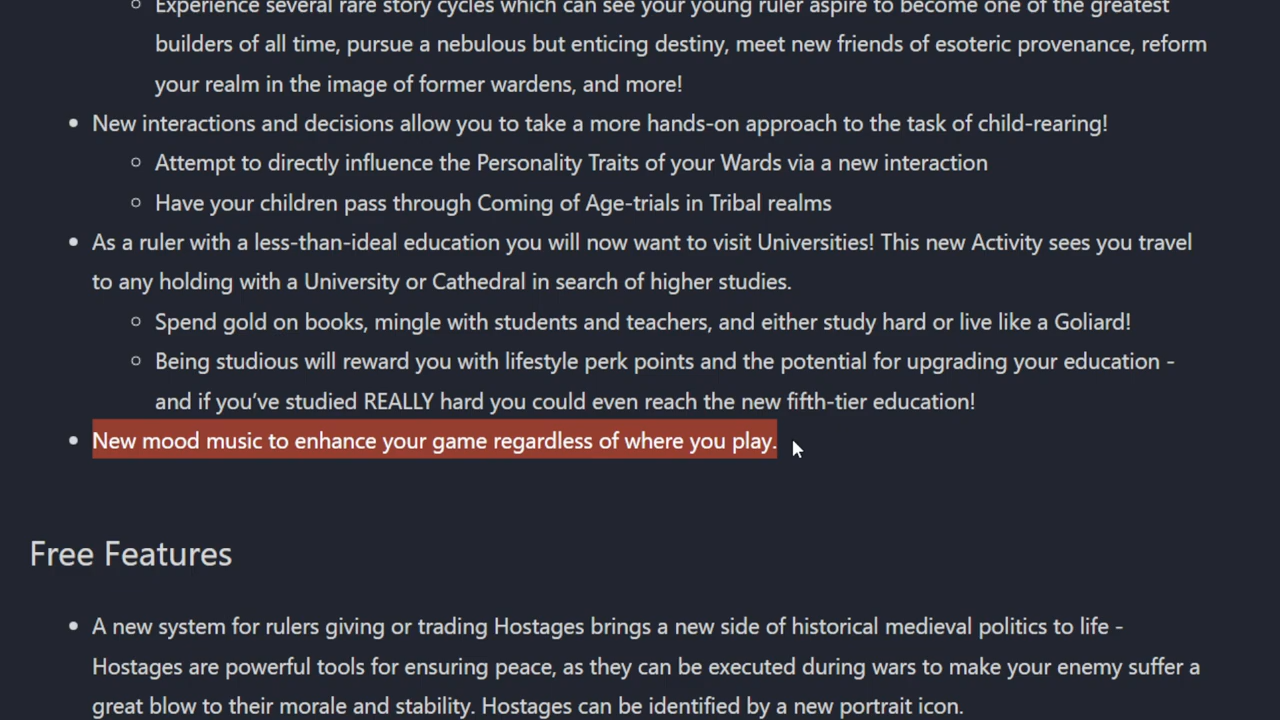 Experience several rare story cycles which can see your young ruler aspire to become one of the greatest
builders of all time, pursue a nebulous but enticing destiny, meet new friends of esoteric provenance, reform
your realm in the image of former wardens, and more!
New interactions and decisions allow you to take a more hands-on approach to the task of child-rearing!
Attempt to directly influence the Personality Traits of your Wards via a new interaction
Have your children pass through Coming of Age-trials in Tribal realms
As a ruler with a less-than-ideal education you will now want to visit Universities! This new Activity sees you travel
to any holding with a University or Cathedral in search of higher studies.
Spend gold on books, mingle with students and teachers, and either study hard or live like a Goliard!
Being studious will reward you with lifestyle perk points and the potential for upgrading your education -
and if you’ve studied REALLY hard you could even reach the new fifth-tier education!
New mood music to enhance your game regardless of where you play.
Free Features
A new system for rulers giving or trading Hostages brings a new side of historical medieval politics to life -
Hostages are powerful tools for ensuring peace, as they can be executed during wars to make your enemy suffer a
great blow to their morale and stability. Hostages can be identified by a new portrait icon.